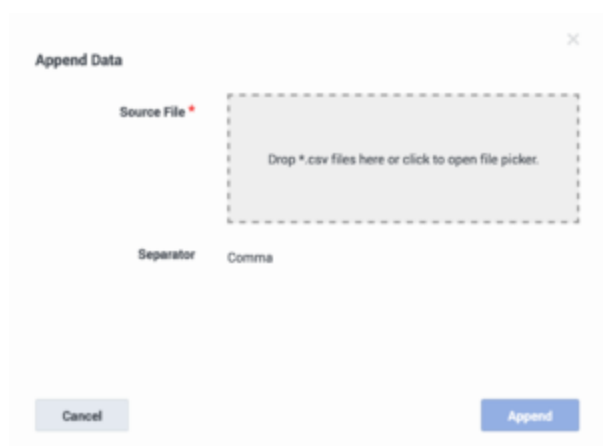 Append Data
Source File *
Drop *.csv files here or click to open file picker.
Separator
Comma
Cancel
Append